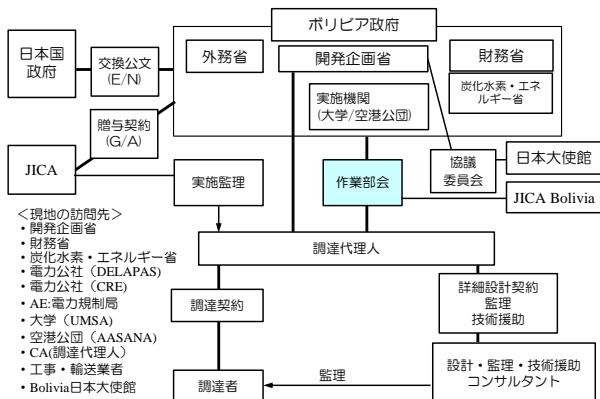 ボリビア政府
日本国
政府
交換公文
(E/N)
外務省
開発企画省
財務省
炭化水素・エネ
ルギー省
実施機関
(大学/空港公団)
贈与契約
(G/A)
JICA
実施監理
作業部会
協議
委員会
日本大使館
JICA Bolivia
＜現地の訪問先＞
・開発企画省
・財務省
・炭化水素・エネルギー省
・電力公社（DELAPAS）
・電力公社（CRE）
・AE:電力規制局
・大学（UMSA）
・空港公団（AASANA）
・CA(調達代理人）
・工事・輸送業者
・Bolivia日本大使館
調達代理人
調達契約
詳細設計契約
監理
技術援助
調達者
監理
設計・監理・技術援助
コンサルタント